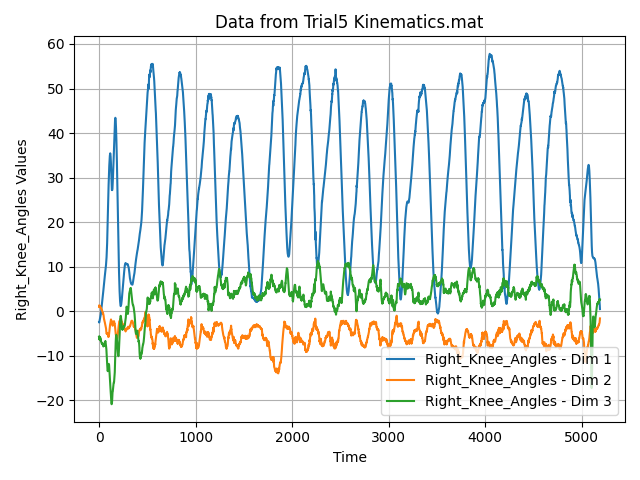 Data from Trial5 Kinematics.mat
60
50
40
30
20
10
0
−10
−20
Right_Knee_Angles Values
0 1000 2000 3000 4000 5000
Time
Right_Knee_Angles - Dim 1
Right_Knee_Angles - Dim 2
Right_Knee_Angles - Dim 3